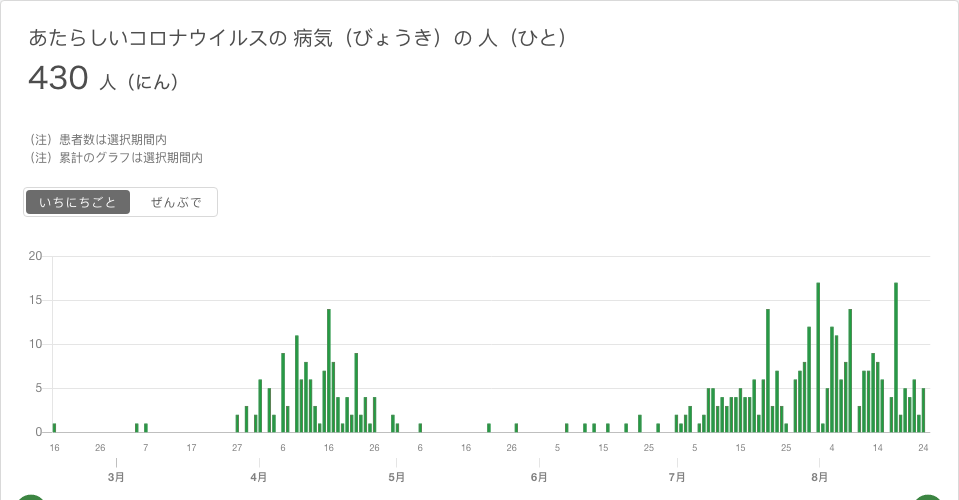 あたらしいコロナウイルスの 病気（びょうき）の 人（ひと）
430 人（にん）
（注）患者数は選択期間内
（注）累計のグラフは選択期間内
いちにちごと ぜんぶで
20
15
10
5
0
16 26 7 17 27 6 16 26 6 16 26 5 15 25 5 15 25 4 14 24
3月 4月 5月 6月 7月 8月